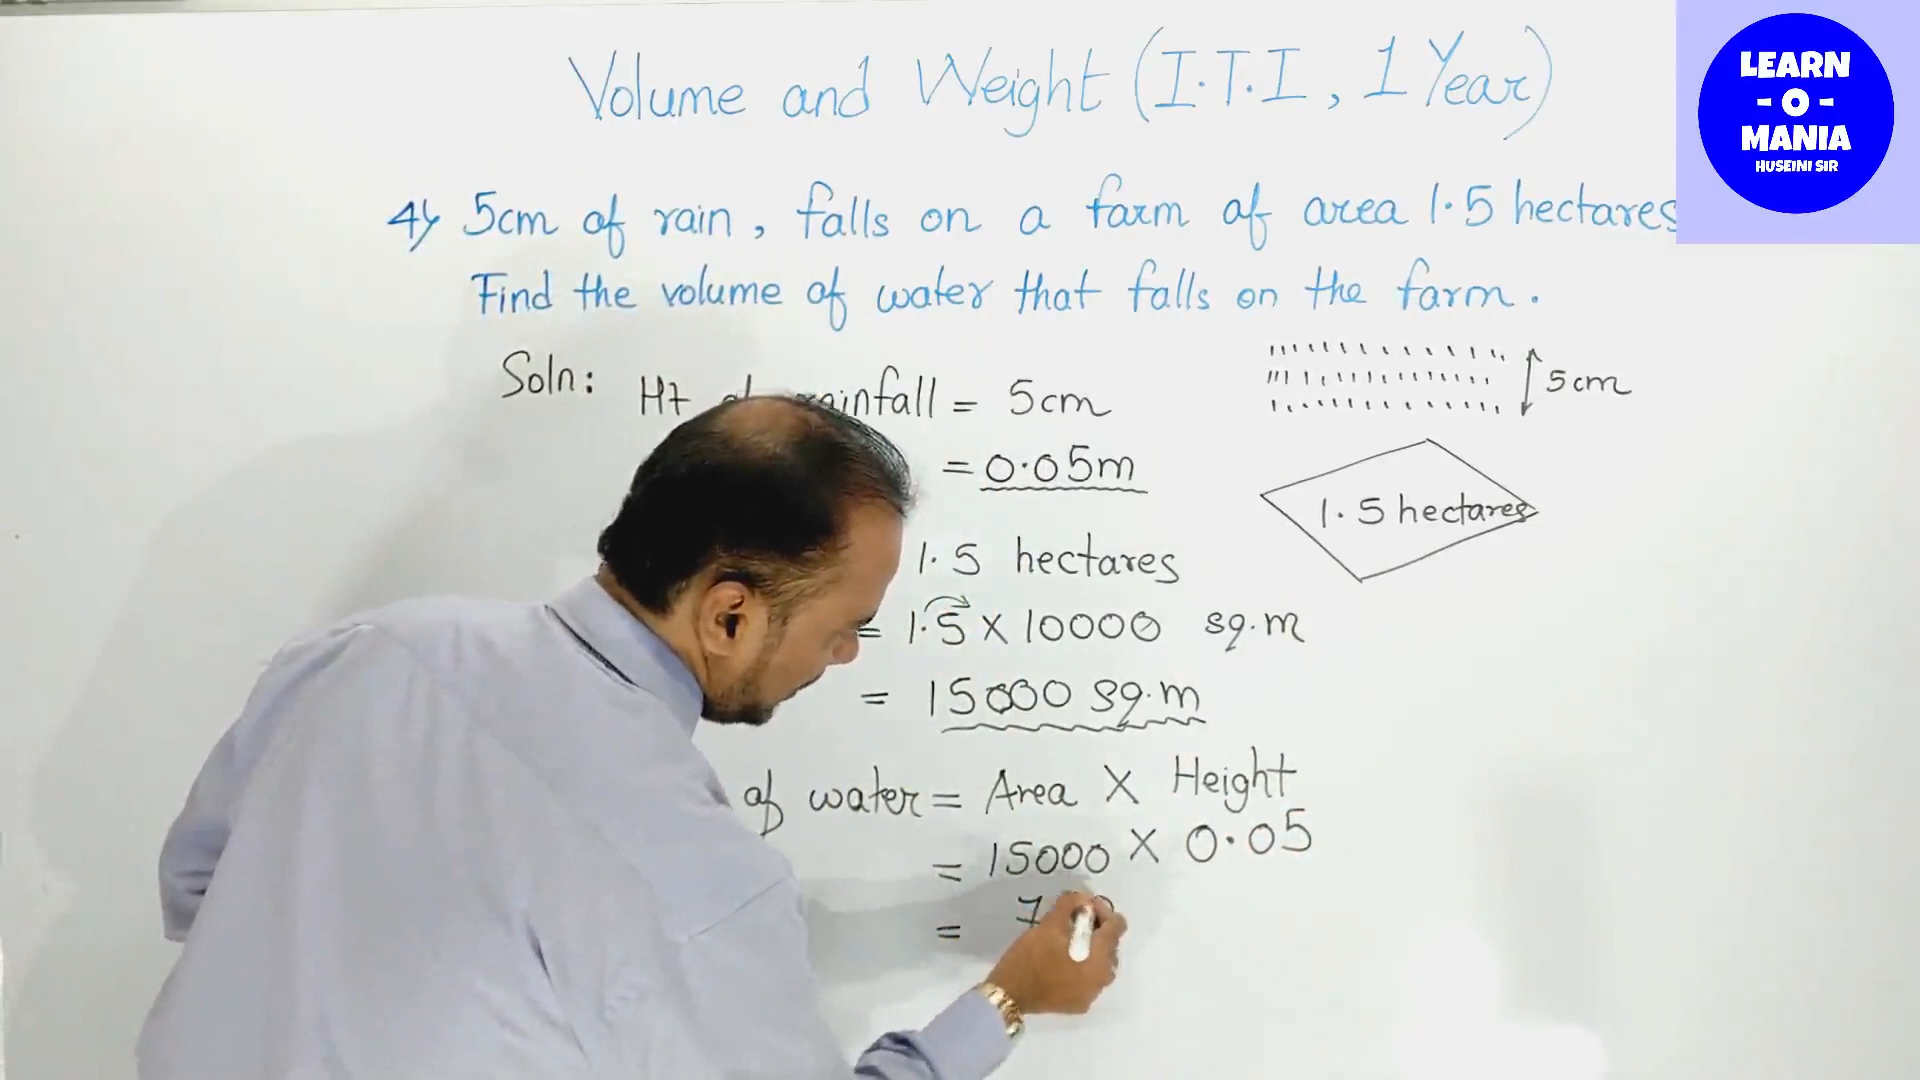 Volume and Weight (I.T.I, 1 Year)
LEARN
-O-
MANIA
HUSEINI SIR
4) 5cm of rain, falls on a farm of area 1.5 hectares
Find the volume of water that falls on the farm.
Soln: Ht rainfall = 5cm
= 0.05m
1.5 hectares
= 1.5 X 10000 sq.m
= 15000 sq.m
of water = Area X Height
= 15000 X 0.05
= 7
5cm
1.5 hectares